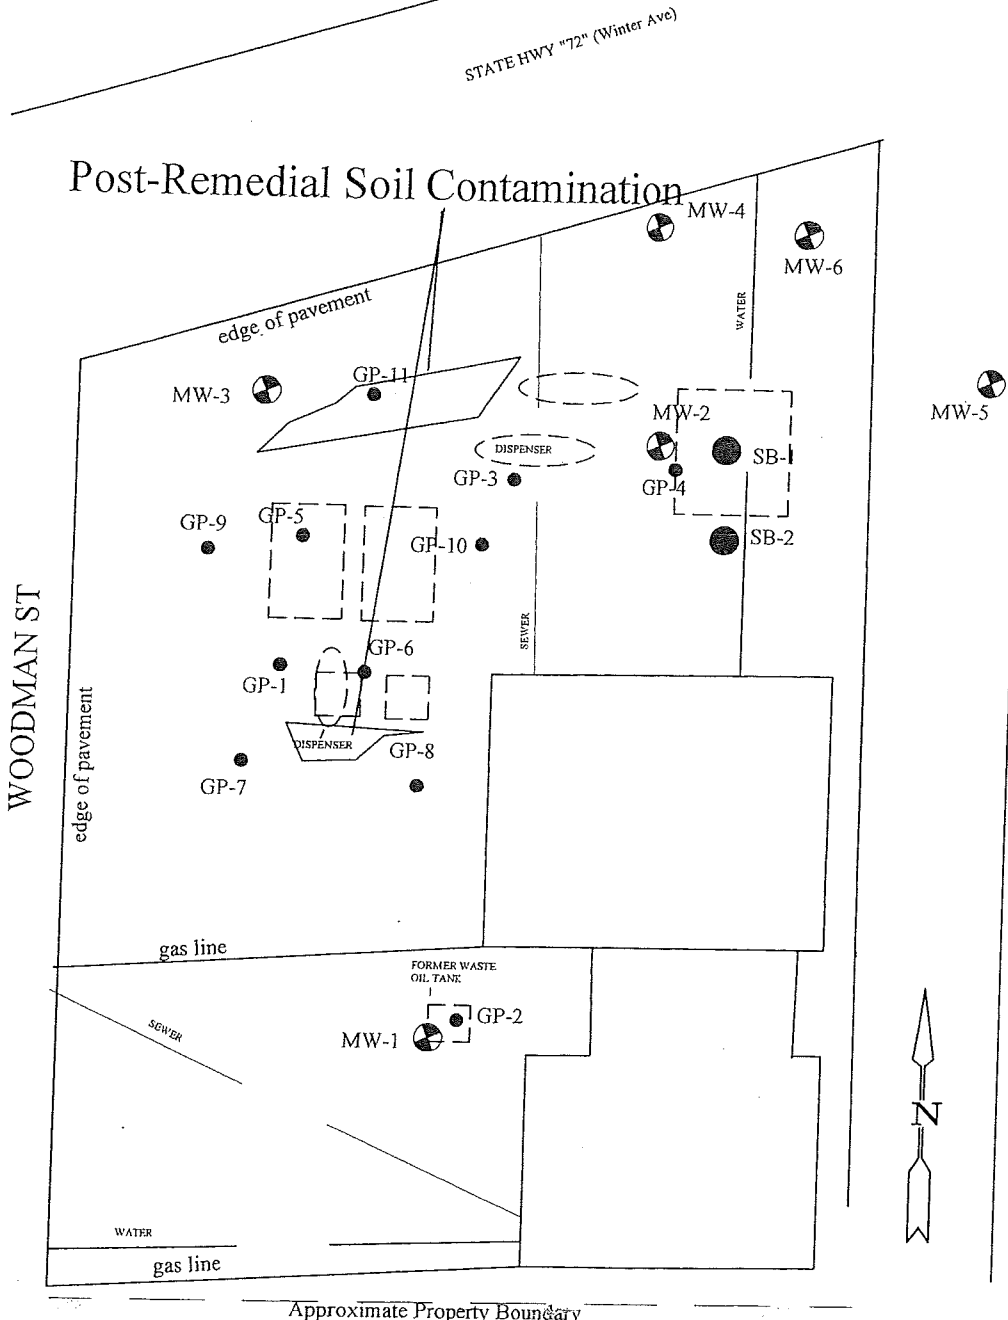 STATE HWY "72" (Winter Ave)
Post-Remedial Soil Contamination
MW-4
MW-6
WATER
edge of pavement
GP-11
MW-3
MW-5
MW-2
DISPENSER
SB-1
GP-3
GP-4
GP-9
GP-5
GP-10
SB-2
WOODMAN ST
SEWER
GP-6
GP-1
edge of pavement
DISPENSER
GP-8
GP-7
gas line
FORMER WASTE
OIL TANK
GP-2
MW-1
SEWER
N
WATER
gas line
Approximate Property Boundary